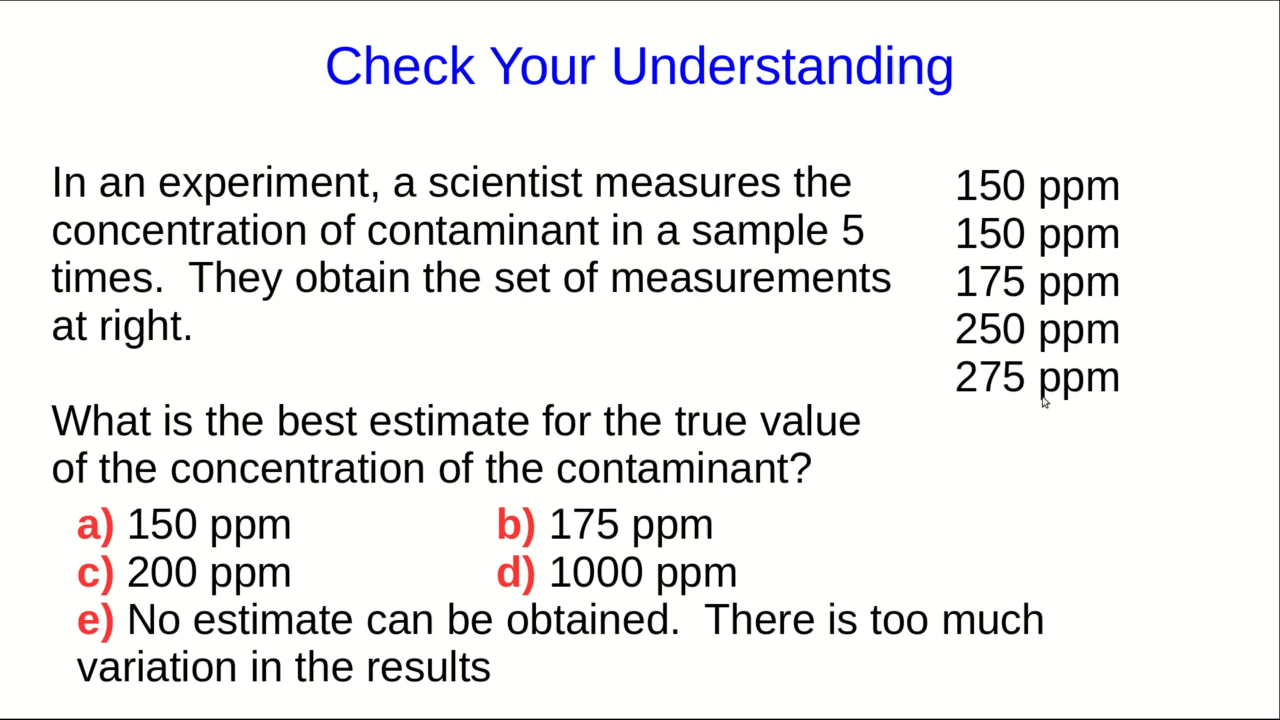 Check Your Understanding
In an experiment, a scientist measures the
concentration of contaminant in a sample 5
times.  They obtain the set of measurements
at right.
150 ppm
150 ppm
175 ppm
250 ppm
275 ppm
What is the best estimate for the true value
of the concentration of the contaminant?
a) 150 ppm b) 175 ppm
c) 200 ppm d) 1000 ppm
e) No estimate can be obtained.  There is too much
variation in the results